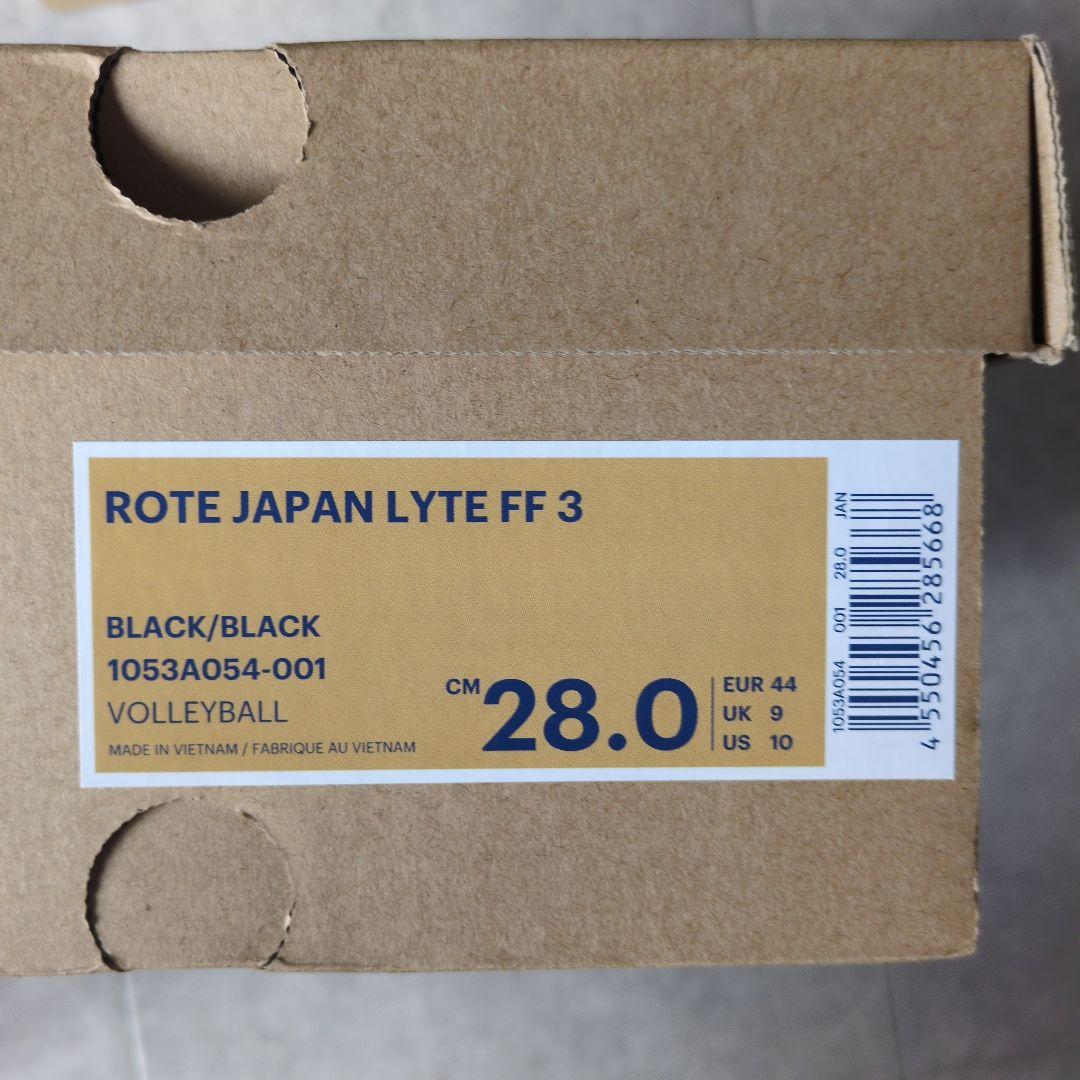 ROTE JAPAN LYTE FF 3
BLACK/BLACK
1053A054-001
VOLLEYBALL
MADE IN VIETNAM / FABRIQUE AU VIETNAM
CM 28.0
EUR 44
UK 9
US 10
1053A054 001 28.0 JAN
4 550456 285668